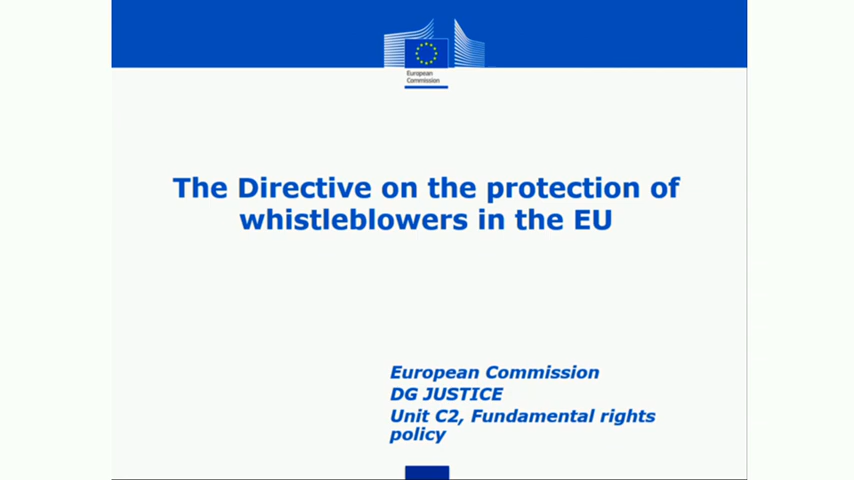 European
Commission
The Directive on the protection of
whistleblowers in the EU
European Commission
DG JUSTICE
Unit C2, Fundamental rights
policy